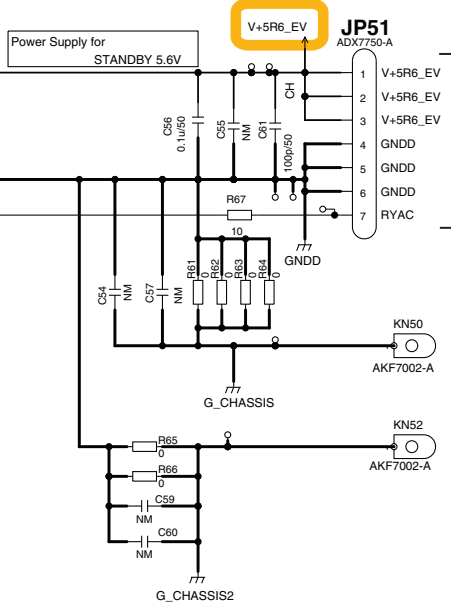 V+5R6_EV
JP51
ADX7750-A
Power Supply for
STANDBY 5.6V
1 V+5R6_EV
2 V+5R6_EV
3 V+5R6_EV
4 GNDD
5 GNDD
6 GNDD
7 RYAC
CH
C56
0.1u/50
C55
NM
C61
100p/50
R67
10
GNDD
R61
0
R62
0
R63
0
R64
0
C54
NM
C57
NM
KN50
AKF7002-A
G_CHASSIS
KN52
AKF7002-A
R65
0
R66
0
C59
NM
C60
NM
G_CHASSIS2